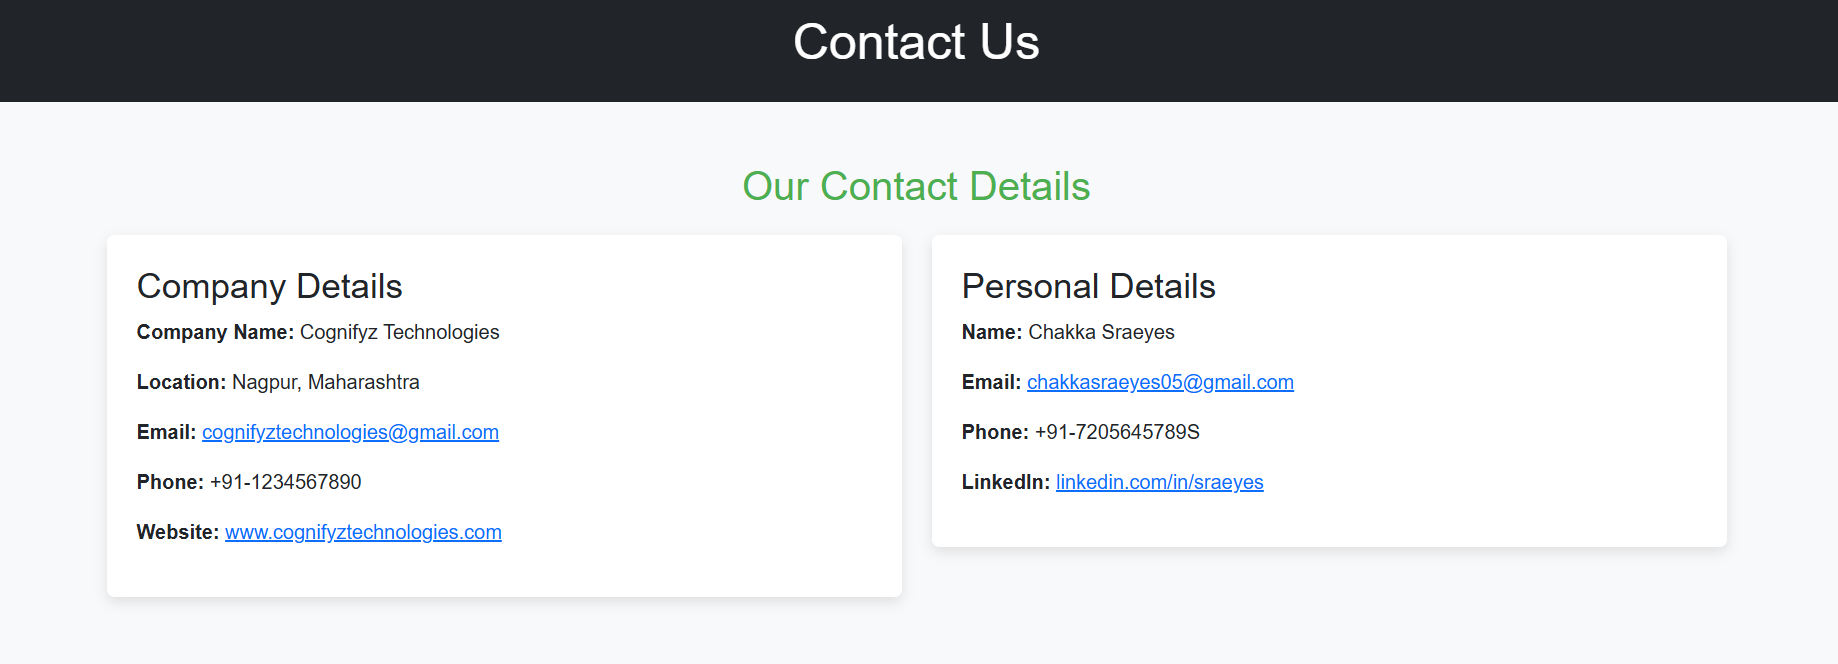 Contact Us
Our Contact Details
Company Details
Company Name: Cognifyz Technologies
Location: Nagpur, Maharashtra
Email: cognifyztechnologies@gmail.com
Phone: +91-1234567890
Website: www.cognifyztechnologies.com
Personal Details
Name: Chakka Sraeyes
Email: chakkasraeyes05@gmail.com
Phone: +91-7205645789S
LinkedIn: linkedin.com/in/sraeyes